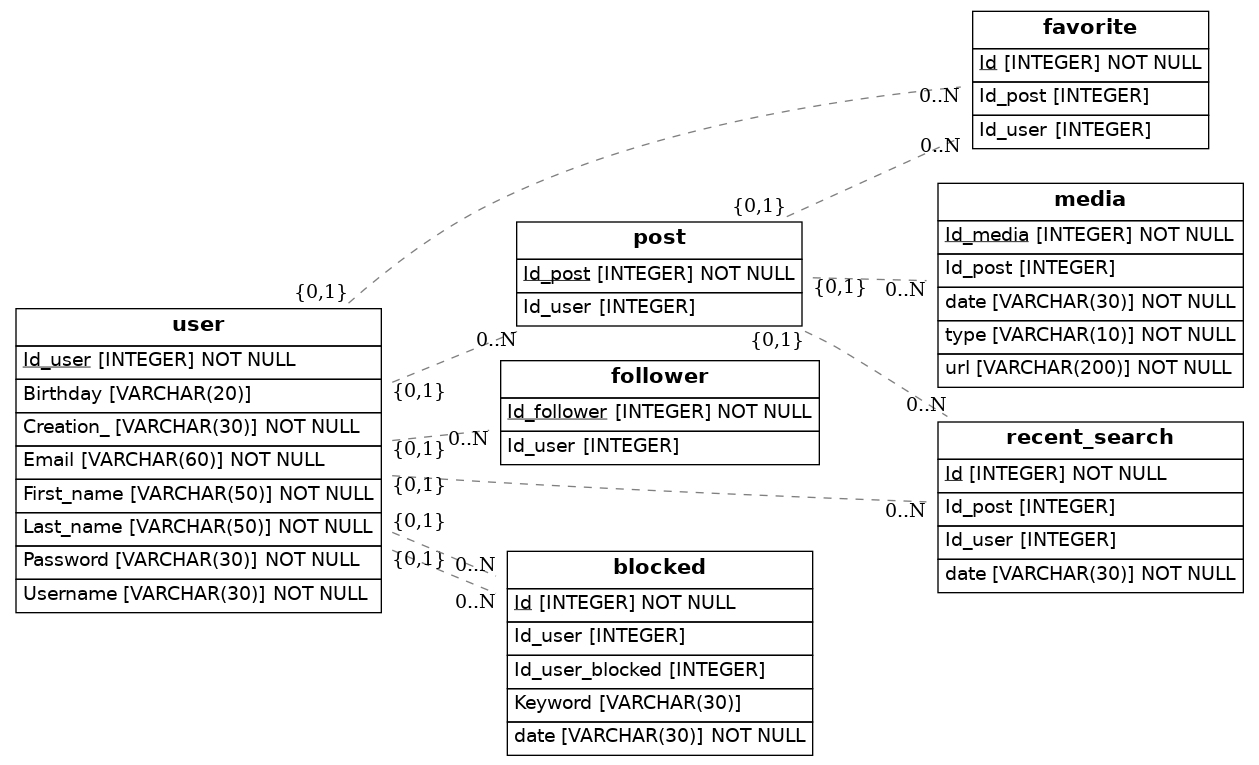 favorite
Id [INTEGER] NOT NULL
Id_post [INTEGER]
Id_user [INTEGER]
0..N
0..N
media
Id_media [INTEGER] NOT NULL
Id_post [INTEGER]
date [VARCHAR(30)] NOT NULL
type [VARCHAR(10)] NOT NULL
url [VARCHAR(200)] NOT NULL
{0,1}
post
Id_post [INTEGER] NOT NULL
Id_user [INTEGER]
{0,1}
0..N
{0,1}
user
Id_user [INTEGER] NOT NULL
Birthday [VARCHAR(20)]
Creation_ [VARCHAR(30)] NOT NULL
Email [VARCHAR(60)] NOT NULL
First_name [VARCHAR(50)] NOT NULL
Last_name [VARCHAR(50)] NOT NULL
Password [VARCHAR(30)] NOT NULL
Username [VARCHAR(30)] NOT NULL
0..N
{0,1}
{0,1}
follower
Id_follower [INTEGER] NOT NULL
Id_user [INTEGER]
0..N
{0,1}
0..N
recent_search
Id [INTEGER] NOT NULL
Id_post [INTEGER]
Id_user [INTEGER]
date [VARCHAR(30)] NOT NULL
{0,1}
0..N
{0,1}
{0,1}
0..N
0..N
blocked
Id [INTEGER] NOT NULL
Id_user [INTEGER]
Id_user_blocked [INTEGER]
Keyword [VARCHAR(30)]
date [VARCHAR(30)] NOT NULL